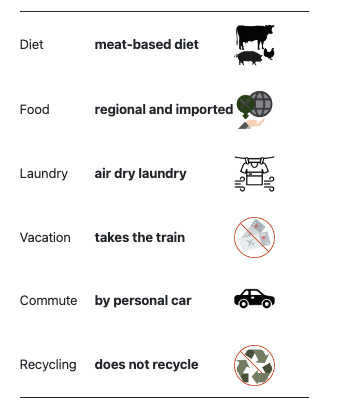 Diet meat-based diet
Food regional and imported
Laundry air dry laundry
Vacation takes the train
Commute by personal car
Recycling does not recycle